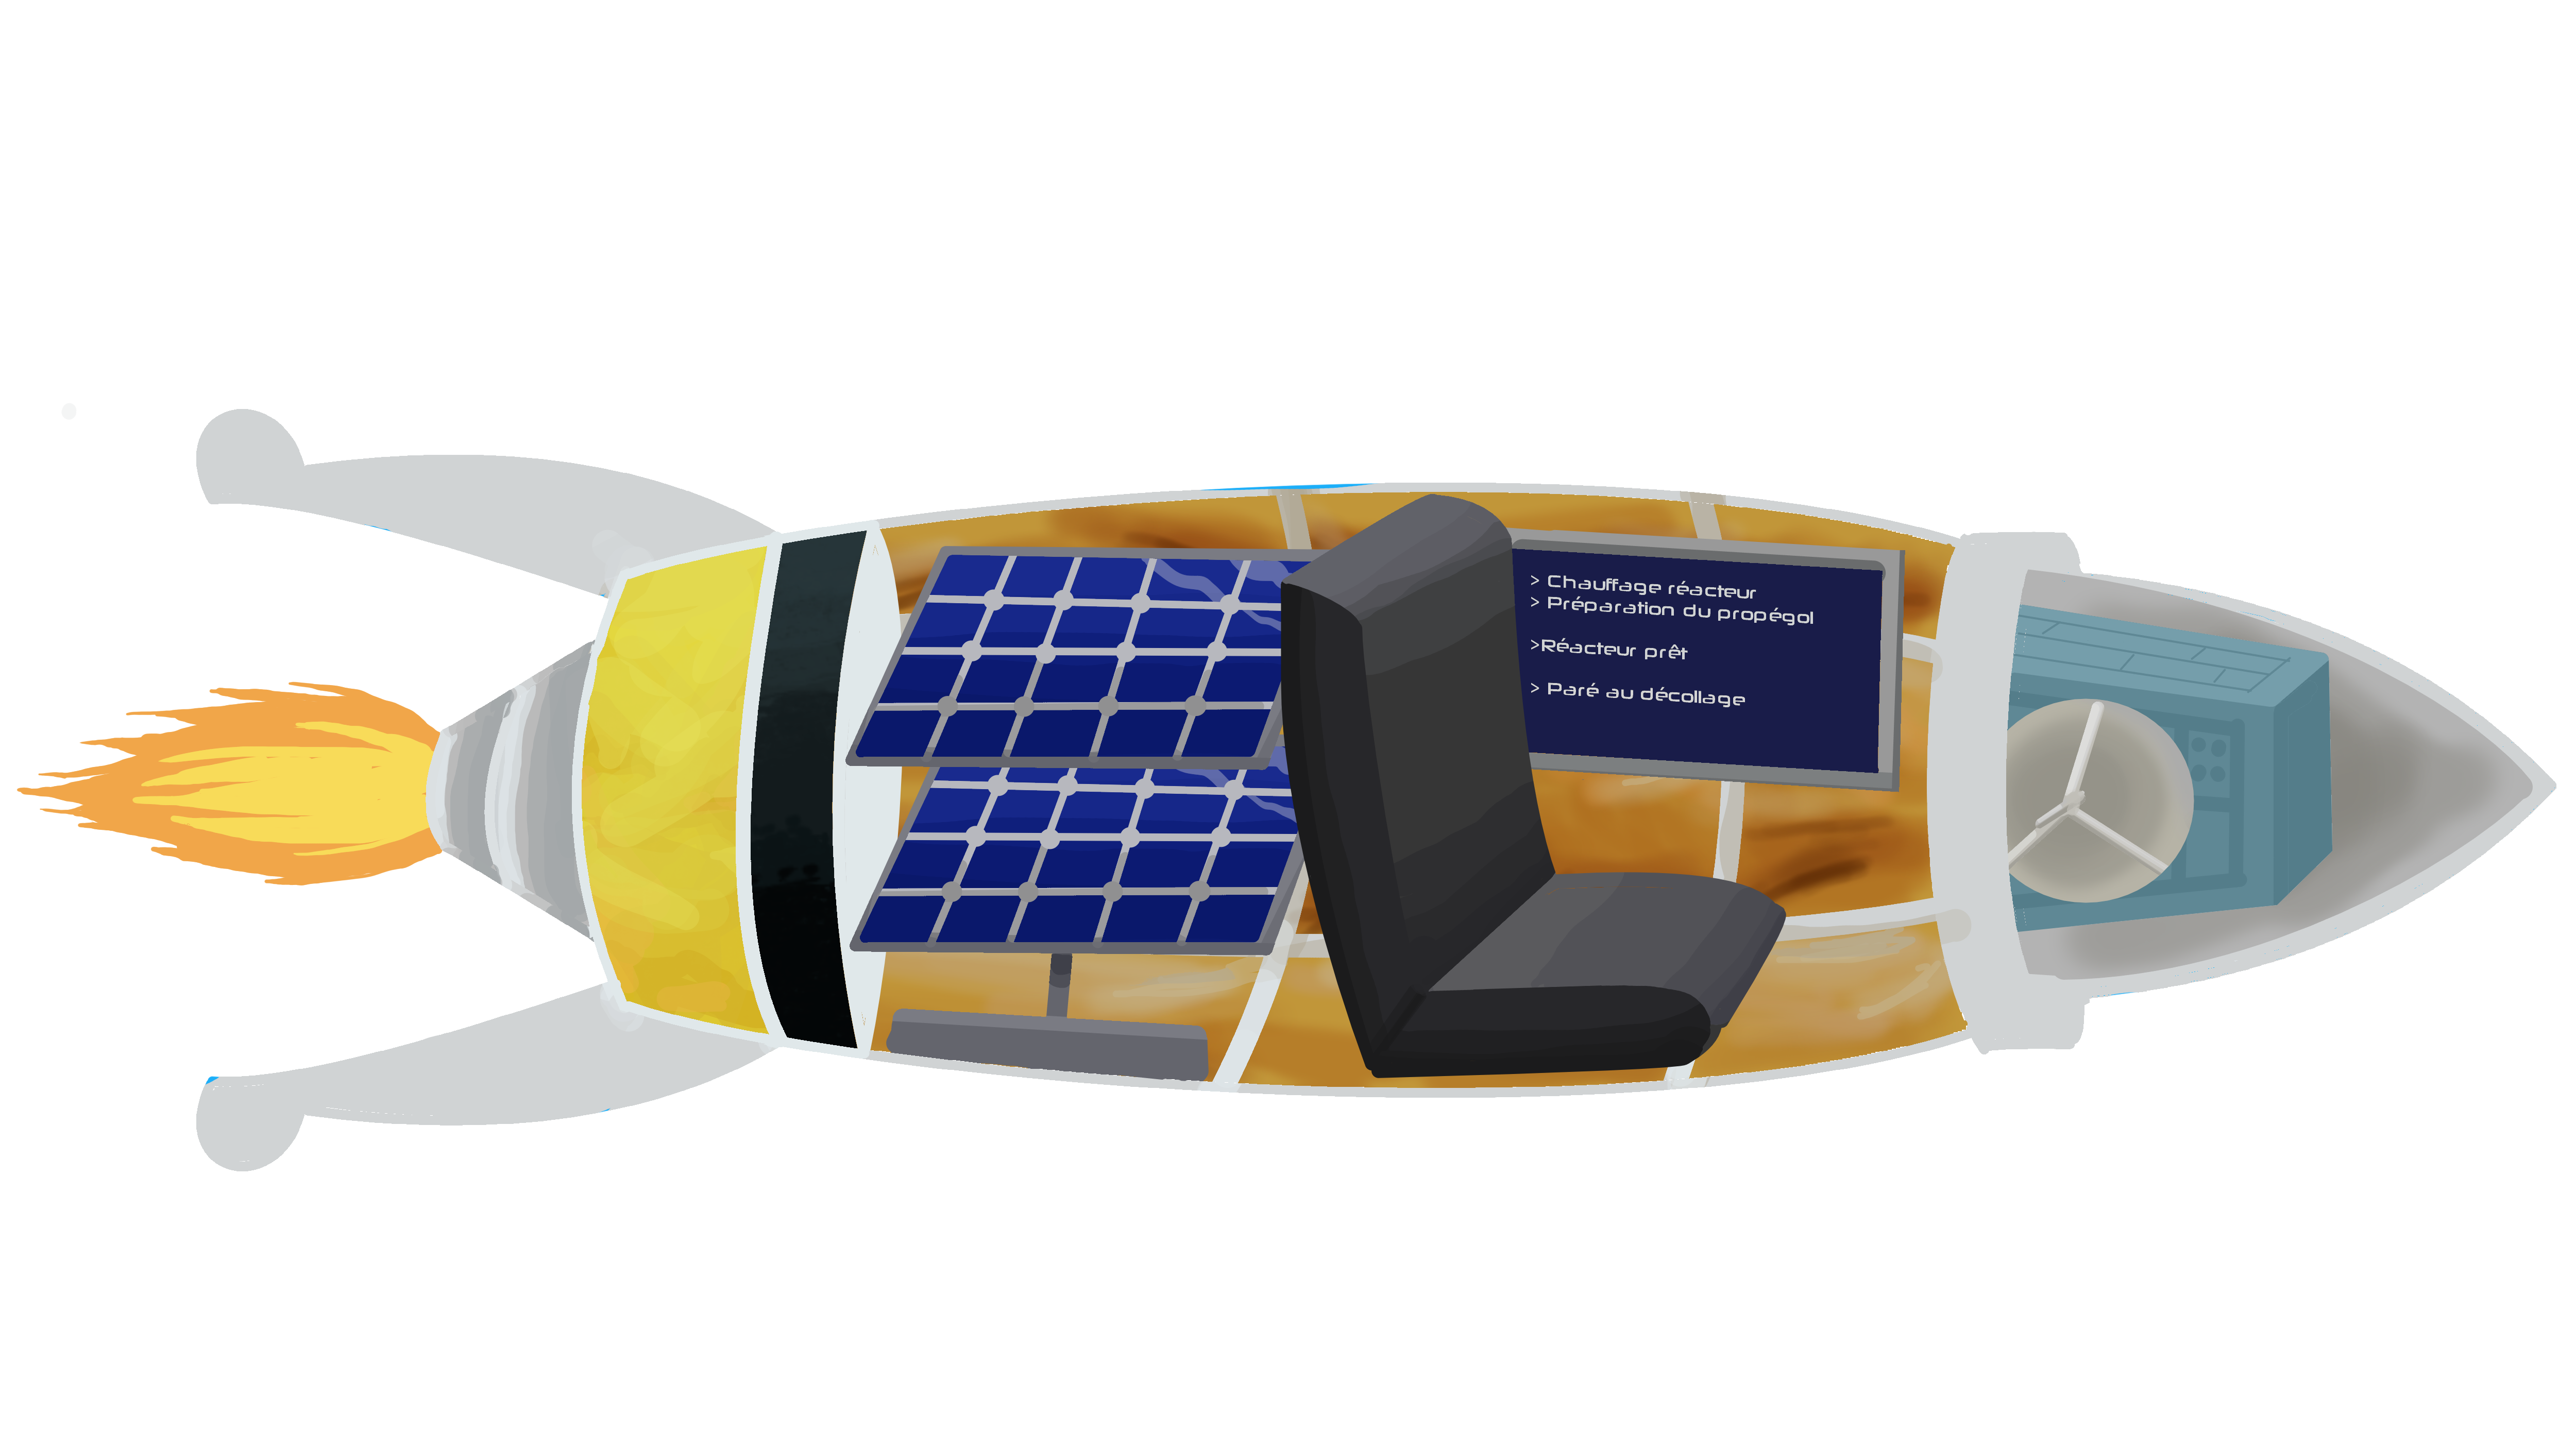 > Chauffage réacteur
> Préparation du propégol
>Réacteur prêt
> Paré au décollage